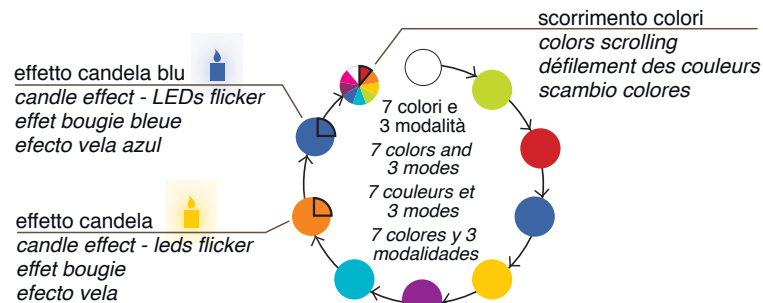 scorrimento colori
colors scrolling
défilement des couleurs
scambio colores
effetto candela blu
candle effect - LEDs flicker
effet bougie bleue
efecto vela azul
7 colori e
3 modalità
7 colors and
3 modes
7 couleurs et
3 modes
7 colores y 3
modalidades
effetto candela
candle effect - leds flicker
effet bougie
efecto vela